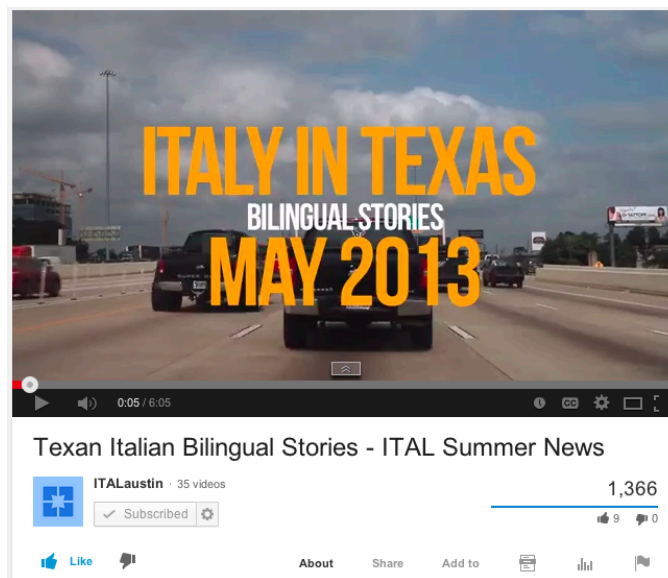 ITALY IN TEXAS
BILINGUAL STORIES
MAY 2013
0:05 / 6:05
CC
Texan Italian Bilingual Stories - ITAL Summer News
ITALaustin · 35 videos
1,366
Subscribed
9 0
Like
About Share Add to